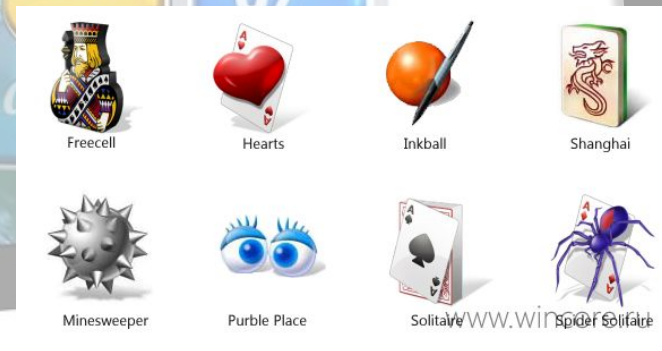 Freecell
Hearts
Inkball
Shanghai
Minesweeper
Purble Place
Solitaire
Spider Solitaire
www.wincore.ru